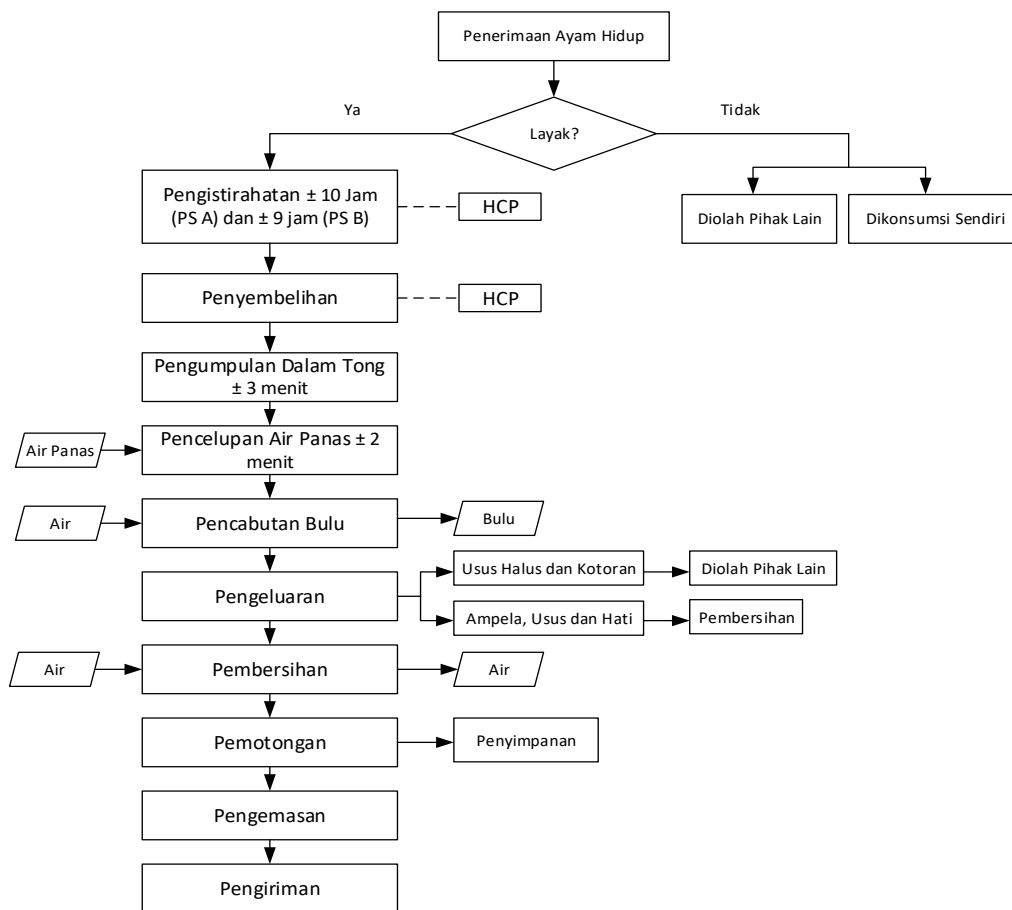 Penerimaan Ayam Hidup
Ya
Tidak
Layak?
Pengistirahatan ± 10 Jam
(PS A) dan ± 9 jam (PS B)
HCP
Diolah Pihak Lain
Dikonsumsi Sendiri
Penyembelihan
HCP
Pengumpulan Dalam Tong
± 3 menit
Air Panas
Pencelupan Air Panas ± 2
menit
Air
Pencabutan Bulu
Bulu
Pengeluaran
Usus Halus dan Kotoran
Diolah Pihak Lain
Ampela, Usus dan Hati
Pembersihan
Air
Pembersihan
Air
Pemotongan
Penyimpanan
Pengemasan
Pengiriman